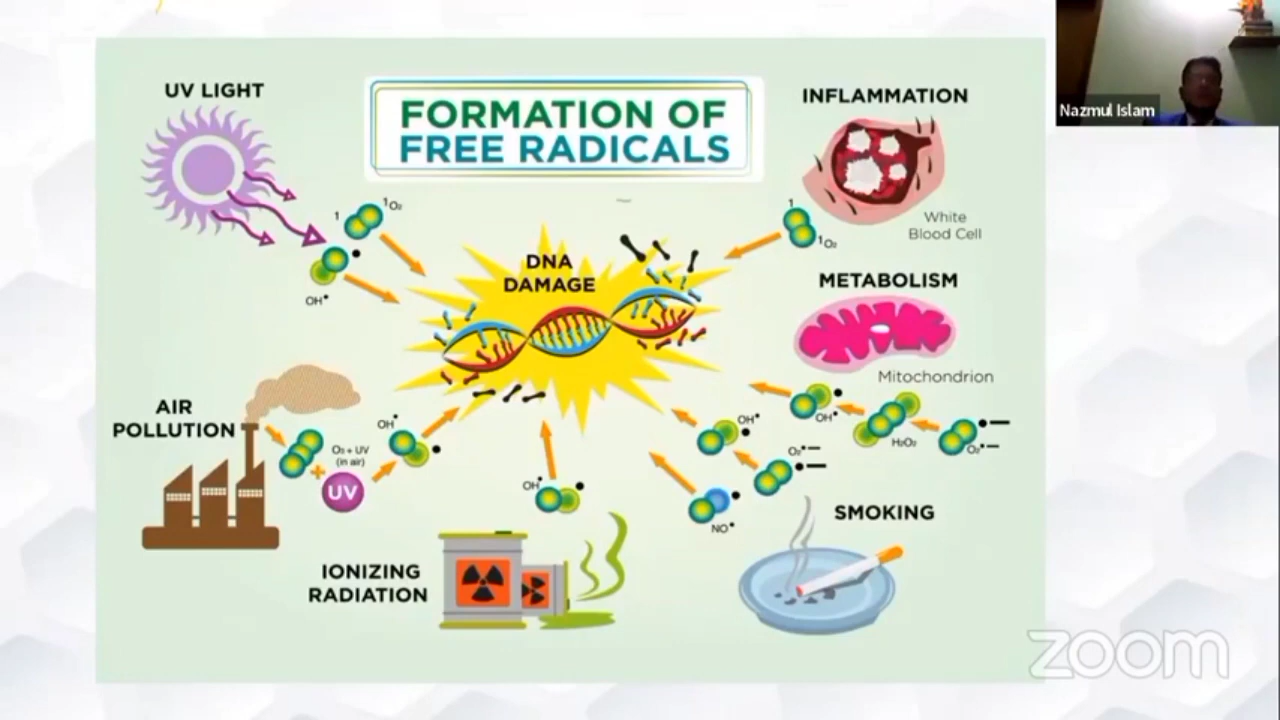 FORMATION OF
FREE RADICALS
UV LIGHT
1
¹O₂
OH•
INFLAMMATION
White
Blood Cell
1
¹O₂
DNA
DAMAGE
METABOLISM
Mitochondrion
OH•
H₂O₂
O₂•−
AIR
POLLUTION
O₃ + UV
(in air)
UV
OH•
OH•
OH•
O₂•−
NO•
SMOKING
IONIZING
RADIATION
Nazmul Islam
zoom